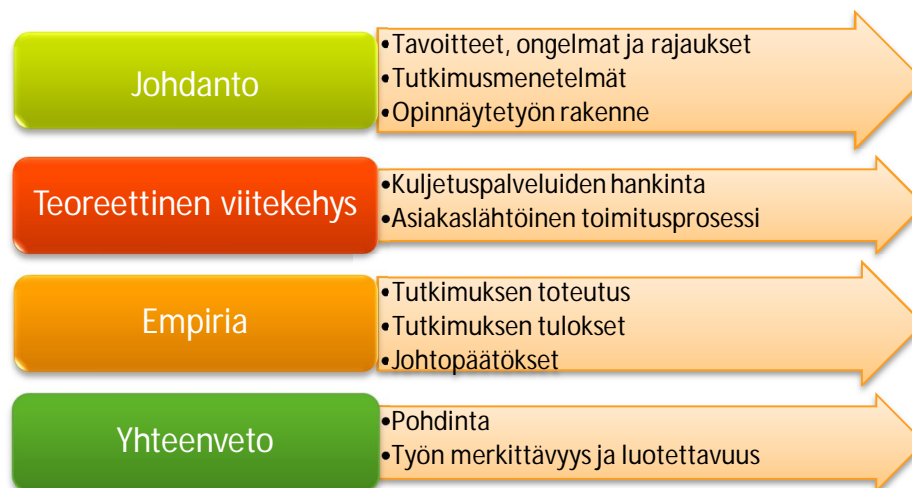 Johdanto
•Tavoitteet, ongelmat ja rajaukset
•Tutkimusmenetelmät
•Opinnäytetyön rakenne
Teoreettinen viitekehys
•Kuljetuspalveluiden hankinta
•Asiakaslähtöinen toimitusprosessi
Empiria
•Tutkimuksen toteutus
•Tutkimuksen tulokset
•Johtopäätökset
Yhteenveto
•Pohdinta
•Työn merkittävyys ja luotettavuus